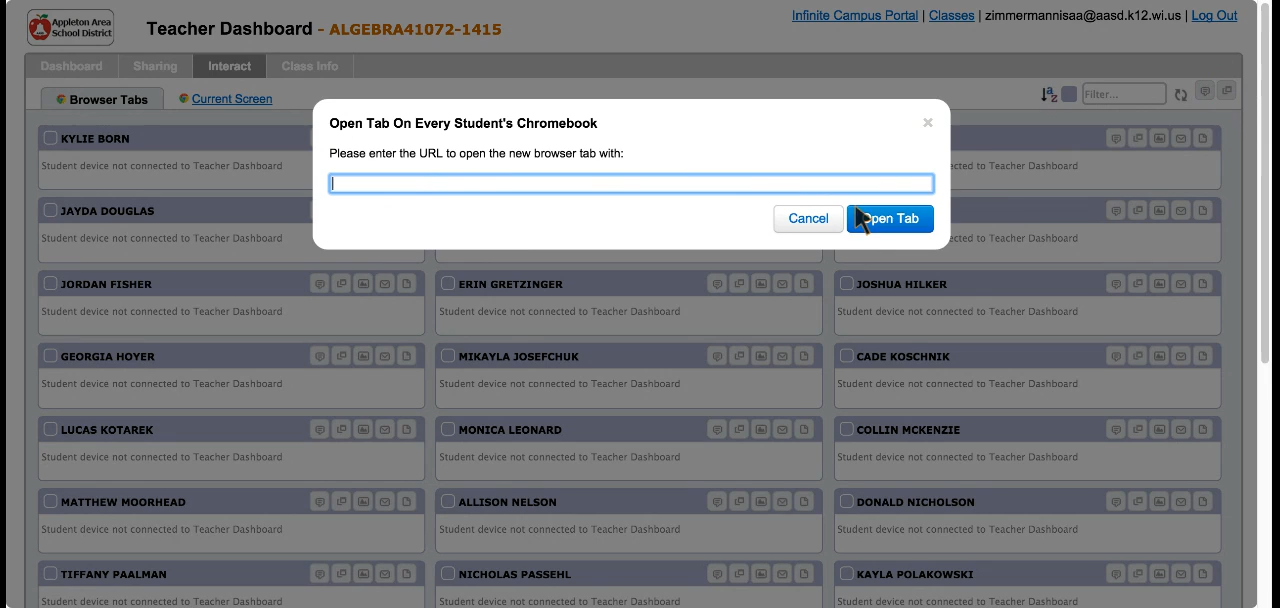 Appleton Area
School District
Teacher Dashboard - ALGEBRA41072-1415
Infinite Campus Portal | Classes | zimmermannisaa@aasd.k12.wi.us | Log Out
Dashboard Sharing Interact Class Info
Browser Tabs Current Screen
Filter...
Open Tab On Every Student's Chromebook
Please enter the URL to open the new browser tab with:
Cancel Open Tab
KYLIE BORN
Student device not connected to Teacher Dashboard
JAYDA DOUGLAS
Student device not connected to Teacher Dashboard
JORDAN FISHER ERIN GRETZINGER JOSHUA HILKER
Student device not connected to Teacher Dashboard Student device not connected to Teacher Dashboard Student device not connected to Teacher Dashboard
GEORGIA HOYER MIKAYLA JOSEFCHUK CADE KOSCHNIK
Student device not connected to Teacher Dashboard Student device not connected to Teacher Dashboard Student device not connected to Teacher Dashboard
LUCAS KOTAREK MONICA LEONARD COLLIN MCKENZIE
Student device not connected to Teacher Dashboard Student device not connected to Teacher Dashboard Student device not connected to Teacher Dashboard
MATTHEW MOORHEAD ALLISON NELSON DONALD NICHOLSON
Student device not connected to Teacher Dashboard Student device not connected to Teacher Dashboard Student device not connected to Teacher Dashboard
TIFFANY PAALMAN NICHOLAS PASSEHL KAYLA POLAKOWSKI
Student device not connected to Teacher Dashboard Student device not connected to Teacher Dashboard Student device not connected to Teacher Dashboard